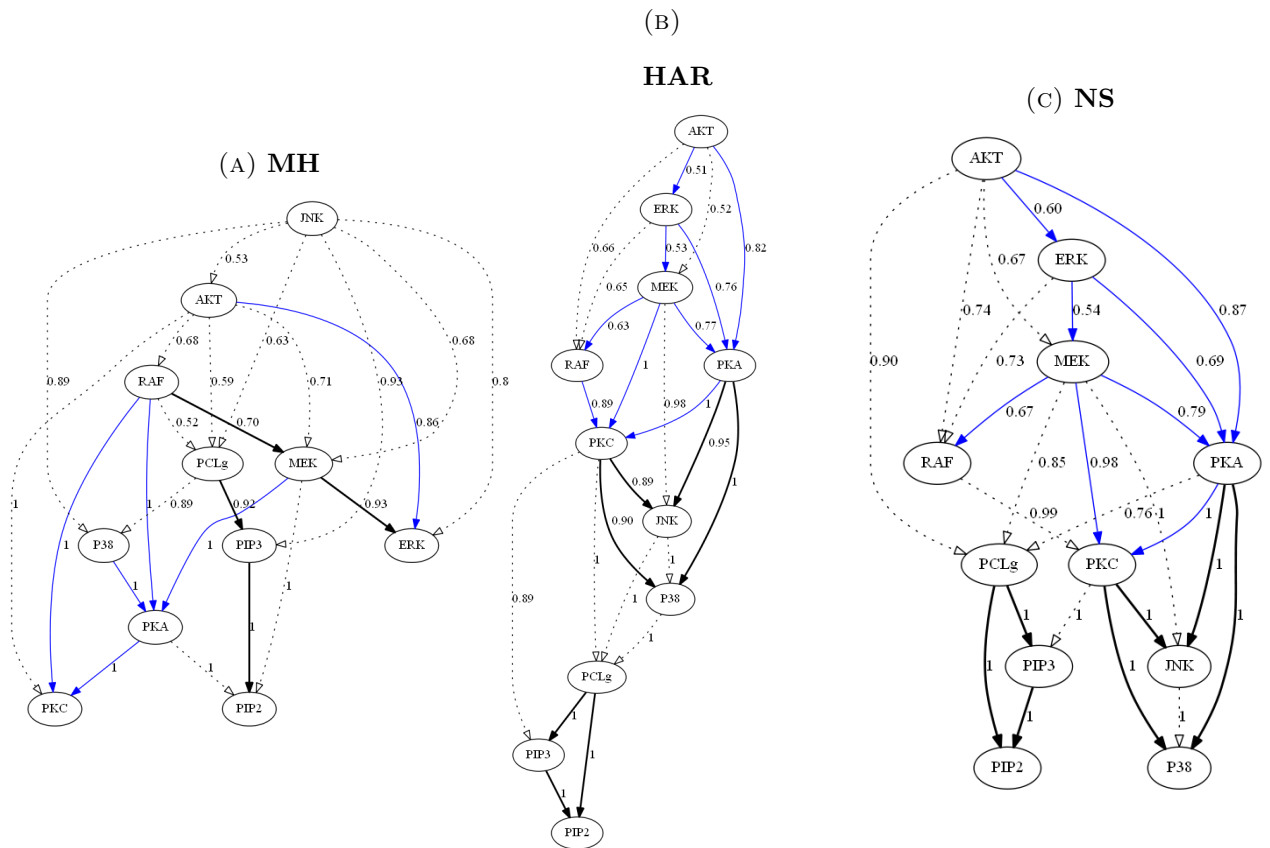 (B)
HAR
(C) NS
(A) MH
JNK
0.53
AKT
0.68
0.63
0.68
0.89
0.59
0.71
0.93
0.8
RAF
0.52
0.70
0.86
PCLg
MEK
1
1
0.89
0.92
0.93
P38
PIP3
ERK
1
1
1
1
1
PKA
1
1
PKC
PIP2
AKT
0.51
0.52
ERK
0.66
0.53
0.82
0.65
MEK
0.76
0.63
0.77
RAF
1
PKA
0.89
0.98
1
PKC
0.95
0.89
1
0.90
JNK
1
1
1
0.89
P38
1
PCLg
1
1
PIP3
1
PIP2
AKT
0.60
ERK
0.67
0.74
0.54
0.87
0.90
0.73
MEK
0.69
0.67
0.79
RAF
0.85
0.98
PKA
0.99
0.76
1
1
PCLg
PKC
1
1
1
1
1
PIP3
JNK
1
1
1
1
PIP2
P38